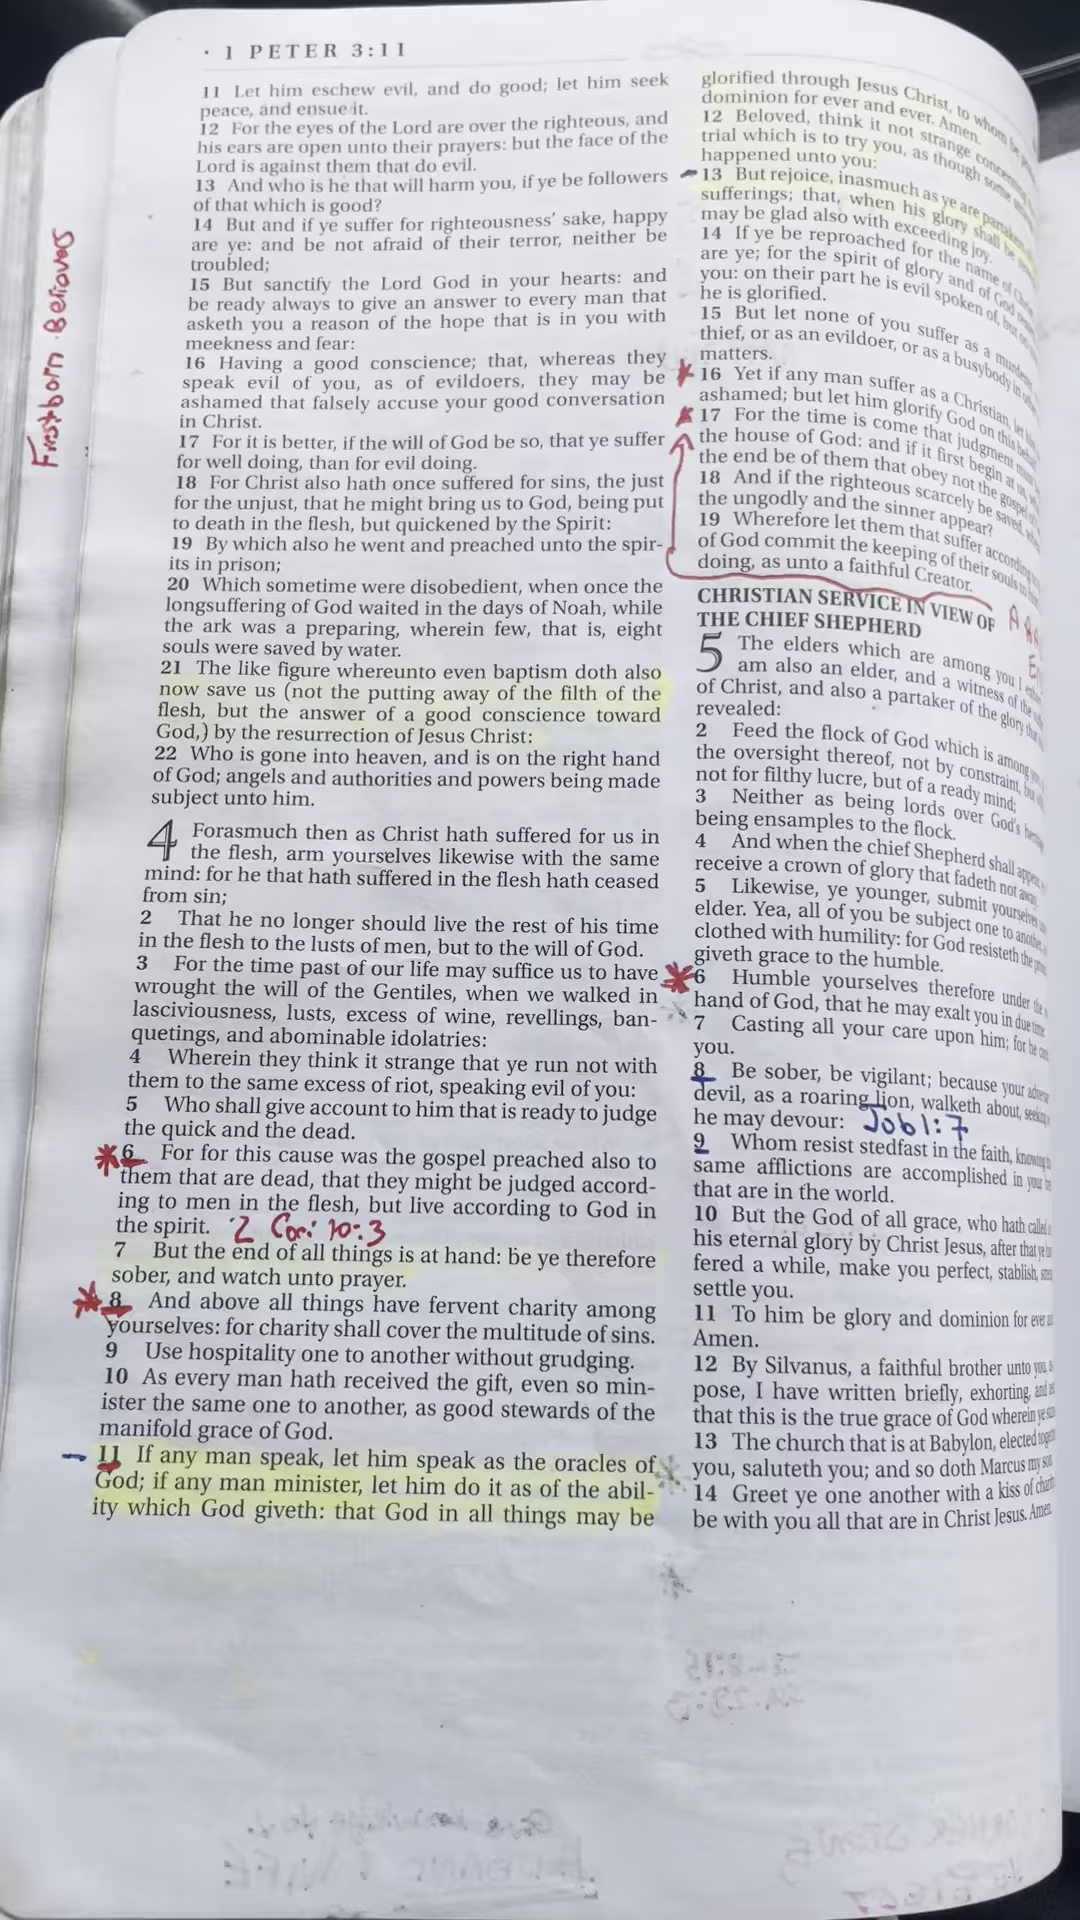 · 1 PETER 3:11
Firstborn Believers
11 Let him eschew evil, and do good; let him seek
peace, and ensue it.
12 For the eyes of the Lord are over the righteous, and
his ears are open unto their prayers: but the face of the
Lord is against them that do evil.
13 And who is he that will harm you, if ye be followers
of that which is good?
14 But and if ye suffer for righteousness' sake, happy
are ye: and be not afraid of their terror, neither be
troubled;
15 But sanctify the Lord God in your hearts: and
be ready always to give an answer to every man that
asketh you a reason of the hope that is in you with
meekness and fear:
16 Having a good conscience; that, whereas they
speak evil of you, as of evildoers, they may be
ashamed that falsely accuse your good conversation
in Christ.
17 For it is better, if the will of God be so, that ye suffer
for well doing, than for evil doing.
18 For Christ also hath once suffered for sins, the just
for the unjust, that he might bring us to God, being put
to death in the flesh, but quickened by the Spirit:
19 By which also he went and preached unto the spir-
its in prison;
20 Which sometime were disobedient, when once the
longsuffering of God waited in the days of Noah, while
the ark was a preparing, wherein few, that is, eight
souls were saved by water.
21 The like figure whereunto even baptism doth also
now save us (not the putting away of the filth of the
flesh, but the answer of a good conscience toward
God,) by the resurrection of Jesus Christ:
22 Who is gone into heaven, and is on the right hand
of God; angels and authorities and powers being made
subject unto him.
4 Forasmuch then as Christ hath suffered for us in
the flesh, arm yourselves likewise with the same
mind: for he that hath suffered in the flesh hath ceased
from sin;
2 That he no longer should live the rest of his time
in the flesh to the lusts of men, but to the will of God.
3 For the time past of our life may suffice us to have
wrought the will of the Gentiles, when we walked in
lasciviousness, lusts, excess of wine, revellings, ban-
quetings, and abominable idolatries:
4 Wherein they think it strange that ye run not with
them to the same excess of riot, speaking evil of you:
5 Who shall give account to him that is ready to judge
the quick and the dead.
6 For for this cause was the gospel preached also to
them that are dead, that they might be judged accord-
ing to men in the flesh, but live according to God in
the spirit. 2 Cor: 10:3
7 But the end of all things is at hand: be ye therefore
sober, and watch unto prayer.
8 And above all things have fervent charity among
yourselves: for charity shall cover the multitude of sins.
9 Use hospitality one to another without grudging.
10 As every man hath received the gift, even so min-
ister the same one to another, as good stewards of the
manifold grace of God.
11 If any man speak, let him speak as the oracles of
God; if any man minister, let him do it as of the abil-
ity which God giveth: that God in all things may be
glorified through Jesus Christ, to whom be
dominion for ever and ever. Amen.
12 Beloved, think it not strange concerning
trial which is to try you, as though some
happened unto you:
13 But rejoice, inasmuch as ye are
sufferings; that, when his glory shall be
may be glad also with exceeding joy.
14 If ye be reproached for the name of
are ye; for the spirit of glory and of God
you: on their part he is evil spoken of, but
he is glorified.
15 But let none of you suffer as a
thief, or as an evildoer, or as a busybody in
matters.
16 Yet if any man suffer as a Christian, let
ashamed; but let him glorify God on this
17 For the time is come that judgment
the house of God: and if it first begin at us,
the end be of them that obey not the gospel of
18 And if the righteous scarcely be saved,
the ungodly and the sinner appear?
19 Wherefore let them that suffer according
of God commit the keeping of their souls
doing, as unto a faithful Creator.
CHRISTIAN SERVICE IN VIEW OF
THE CHIEF SHEPHERD
5 The elders which are among you I
am also an elder, and a witness of the
of Christ, and also a partaker of the glory that
revealed:
2 Feed the flock of God which is among
the oversight thereof, not by constraint, but
not for filthy lucre, but of a ready mind;
3 Neither as being lords over God's
being ensamples to the flock.
4 And when the chief Shepherd shall
receive a crown of glory that fadeth not away.
5 Likewise, ye younger, submit yourselves
elder. Yea, all of you be subject one to another,
clothed with humility: for God resisteth the
giveth grace to the humble.
6 Humble yourselves therefore under the
hand of God, that he may exalt you in due time
7 Casting all your care upon him; for he
you.
8 Be sober, be vigilant; because your
devil, as a roaring lion, walketh about,
he may devour: Job 1:7
9 Whom resist stedfast in the faith, knowing
same afflictions are accomplished in your
that are in the world.
10 But the God of all grace, who hath called
his eternal glory by Christ Jesus, after that ye
fered a while, make you perfect, stablish,
settle you.
11 To him be glory and dominion for ever
Amen.
12 By Silvanus, a faithful brother unto you,
pose, I have written briefly, exhorting, and
that this is the true grace of God wherein ye
13 The church that is at Babylon, elected
you, saluteth you; and so doth Marcus my son
14 Greet ye one another with a kiss of
be with you all that are in Christ Jesus. Amen.